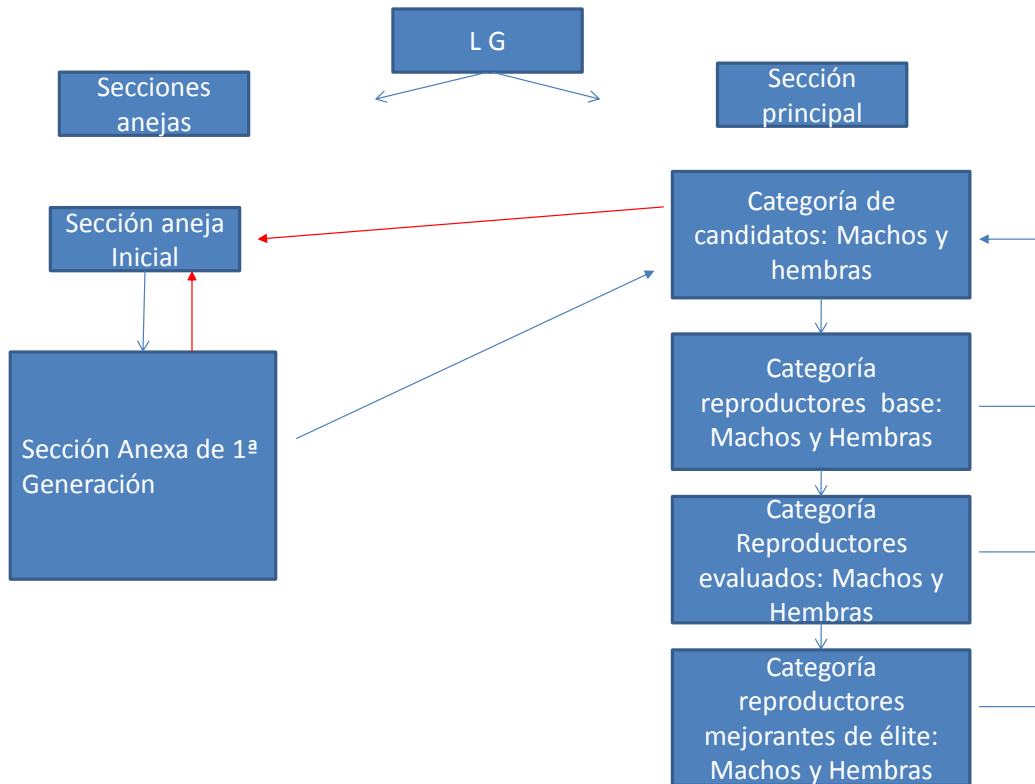 L G
Secciones
anejas
Sección
principal
Sección aneja
Inicial
Categoría de
candidatos: Machos y
hembras
Sección Anexa de 1ª
Generación
Categoría
reproductores base:
Machos y Hembras
Categoría
Reproductores
evaluados: Machos y
Hembras
Categoría
reproductores
mejorantes de élite:
Machos y Hembras